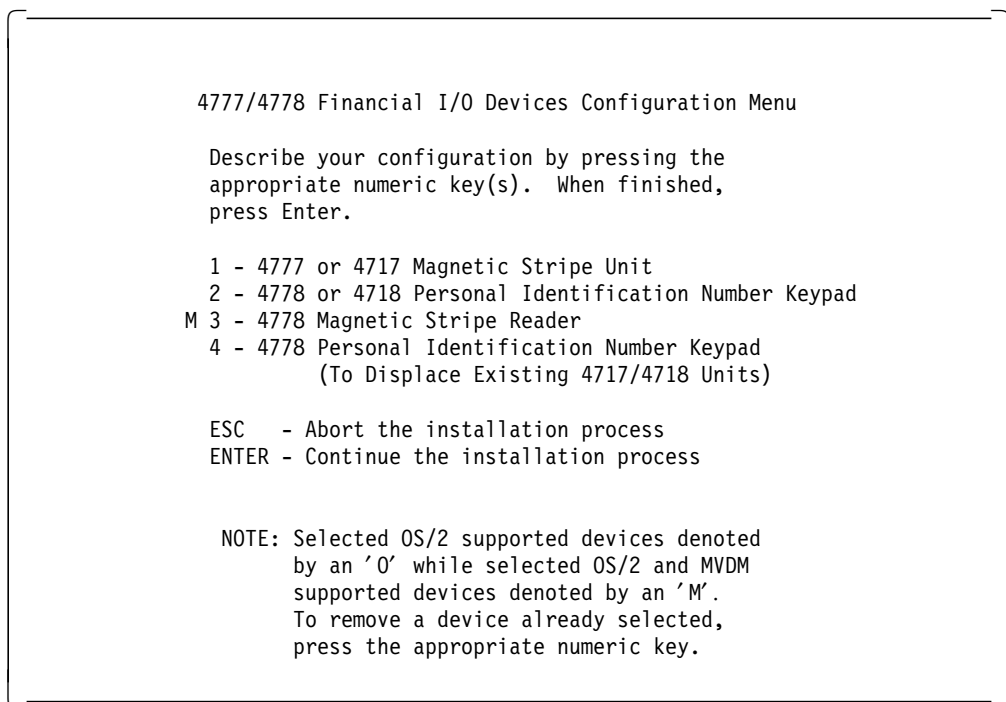 4777/4778 Financial I/O Devices Configuration Menu
Describe your configuration by pressing the
appropriate numeric key(s). When finished,
press Enter.
1 - 4777 or 4717 Magnetic Stripe Unit
2 - 4778 or 4718 Personal Identification Number Keypad
M 3 - 4778 Magnetic Stripe Reader
4 - 4778 Personal Identification Number Keypad
(To Displace Existing 4717/4718 Units)
ESC - Abort the installation process
ENTER - Continue the installation process
NOTE: Selected OS/2 supported devices denoted
by an ′O′ while selected OS/2 and MVDM
supported devices denoted by an ′M′.
To remove a device already selected,
press the appropriate numeric key.